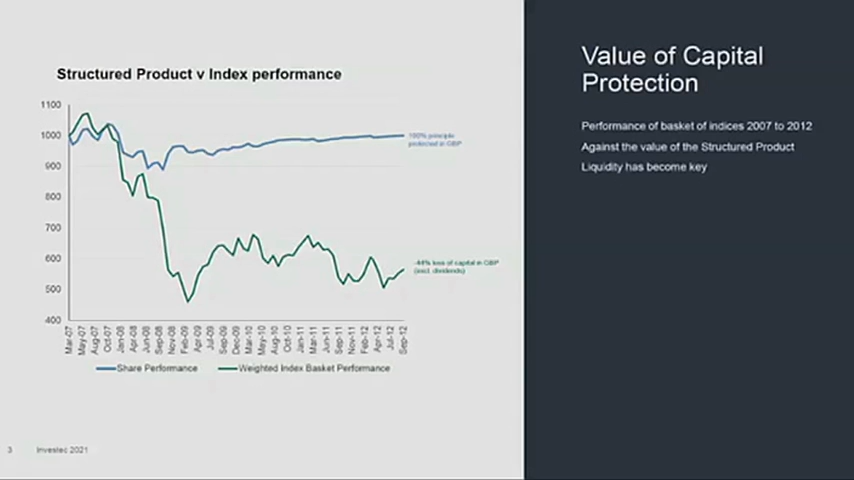 Value of Capital
Protection
Performance of basket of indices 2007 to 2012
Against the value of the Structured Product
Liquidity has become key
Structured Product v Index performance
1100
1000
900
800
700
600
500
400
100% principle
protected in GBP
-44% loss of capital in GBP
(excl. dividends)
Mar-07
May-07
Aug-07
Oct-07
Jan-08
Apr-08
Jun-08
Sep-08
Nov-08
Feb-09
Apr-09
Jul-09
Sep-09
Dec-09
Mar-10
May-10
Aug-10
Oct-10
Jan-11
Mar-11
Jun-11
Sep-11
Nov-11
Feb-12
Apr-12
Jul-12
Sep-12
Share Performance
Weighted Index Basket Performance
3
Investec 2021